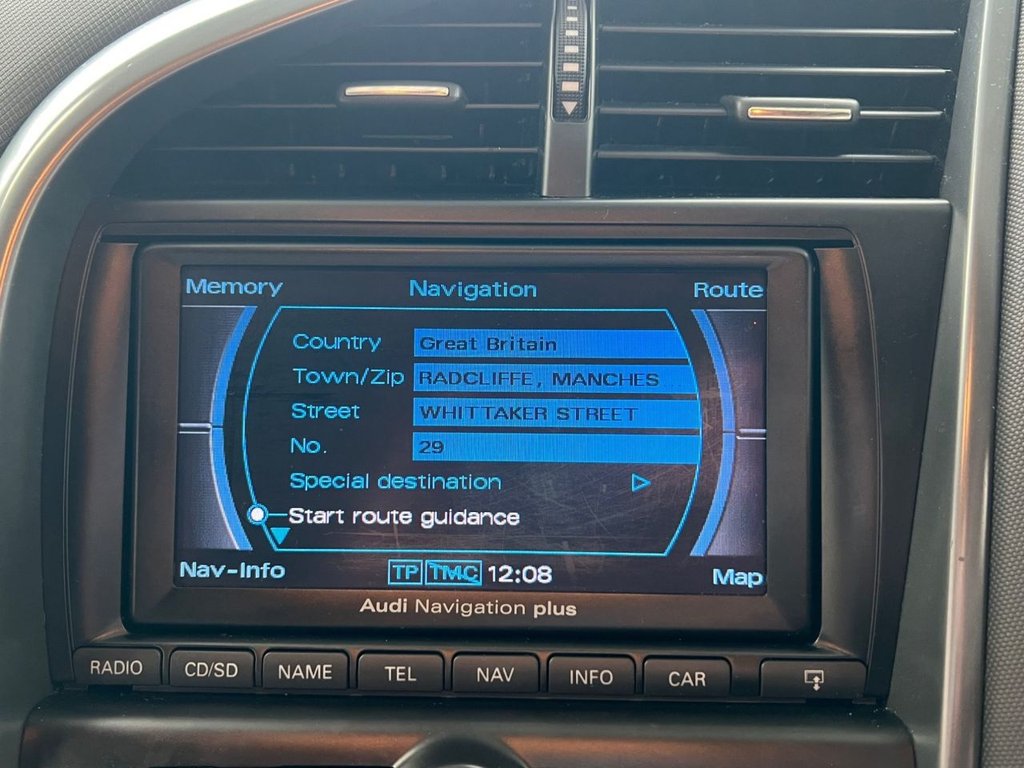 Memory Navigation Route
Country Great Britain
Town/Zip RADCLIFFE, MANCHES
Street WHITTAKER STREET
No. 29
Special destination
Start route guidance
Nav-Info TP TMC 12:08 Map
Audi Navigation plus
RADIO CD/SD NAME TEL NAV INFO CAR